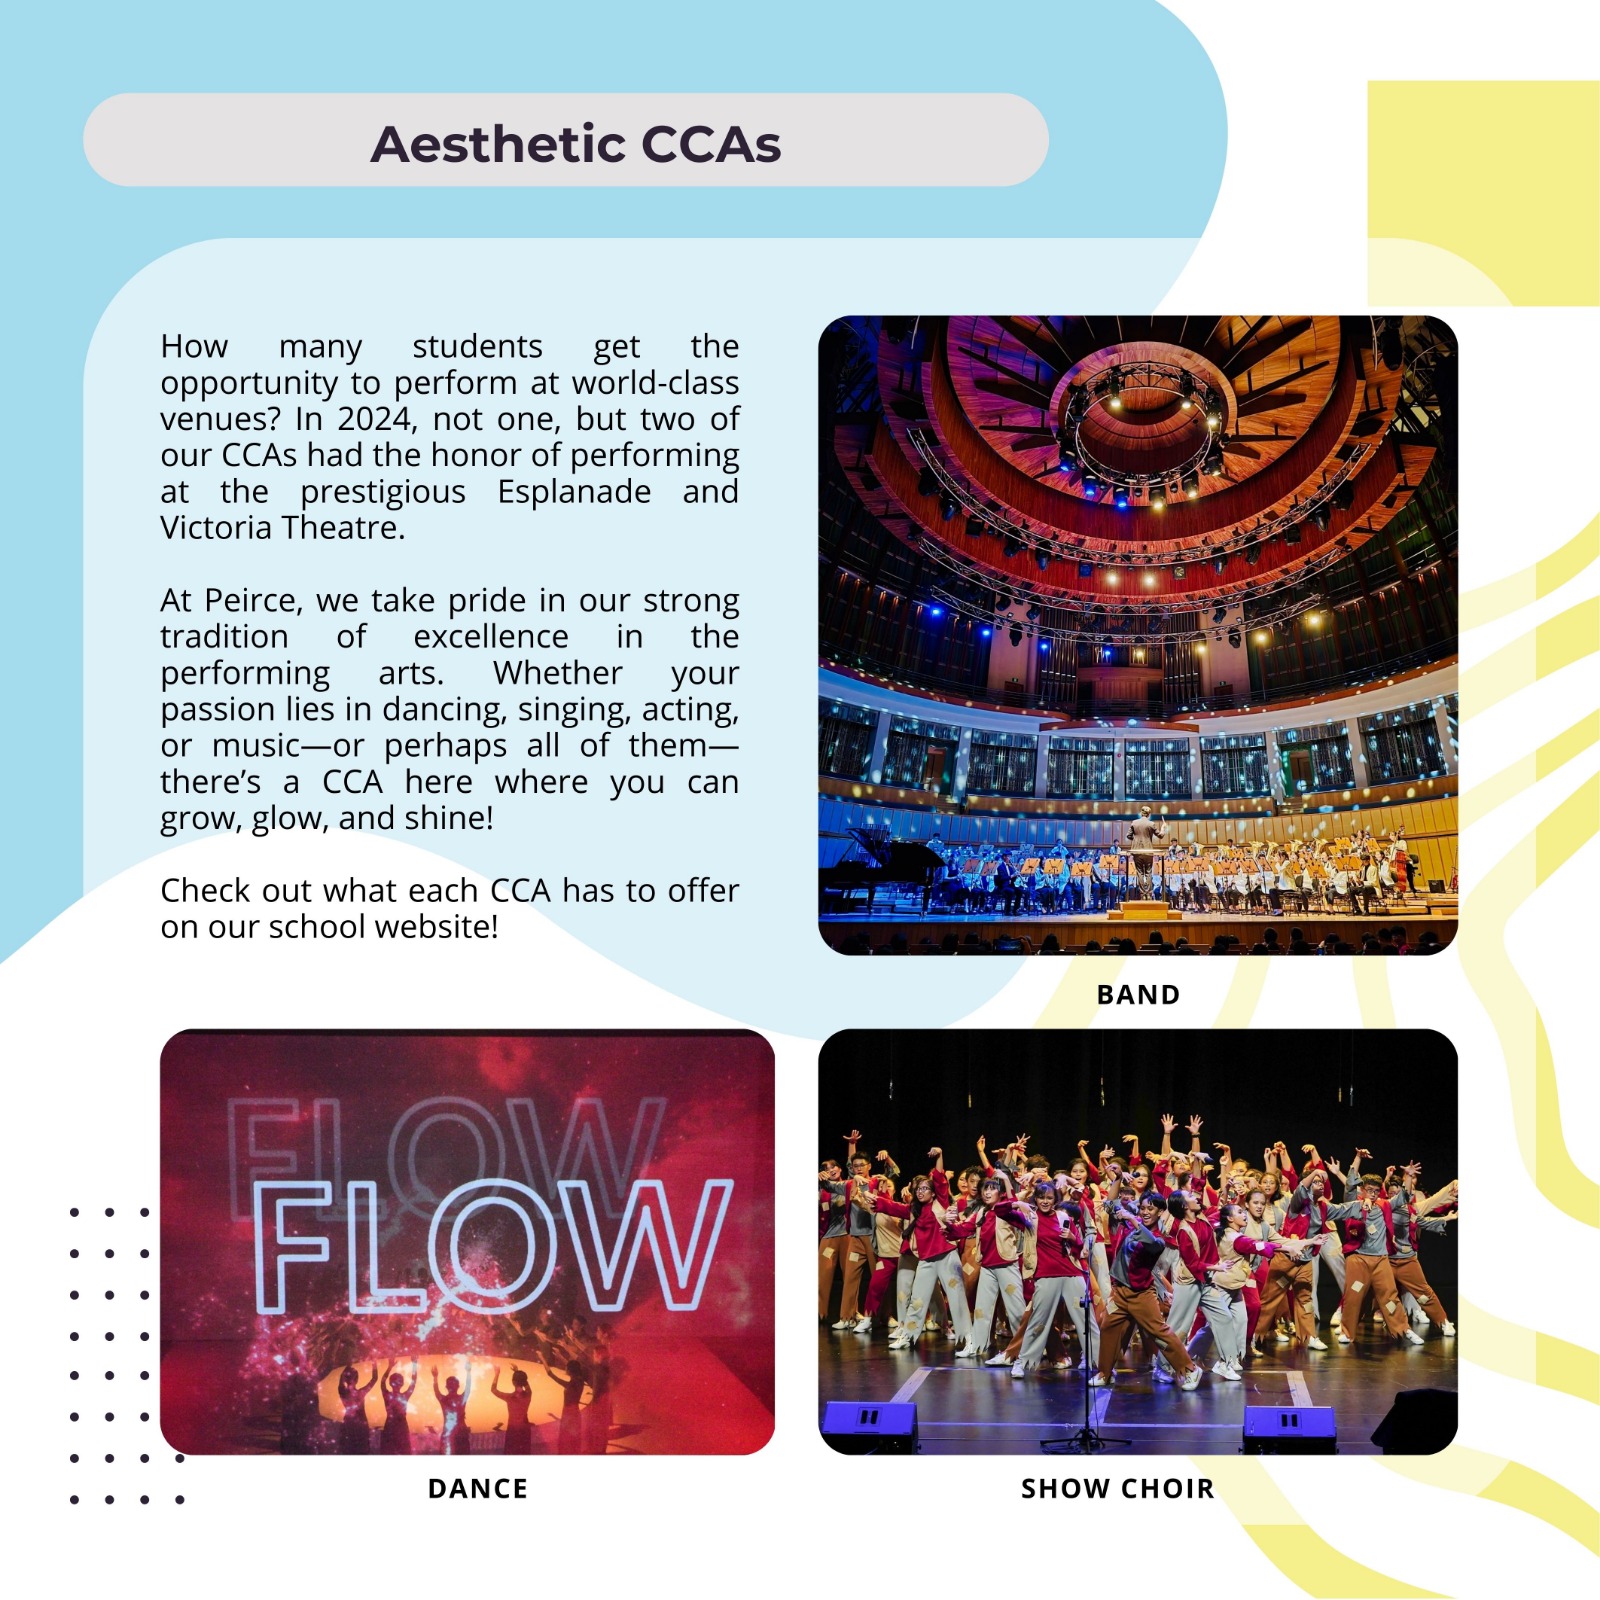 Aesthetic CCAs
How many students get the
opportunity to perform at world-class
venues? In 2024, not one, but two of
our CCAs had the honor of performing
at the prestigious Esplanade and
Victoria Theatre.
At Peirce, we take pride in our strong
tradition of excellence in the
performing arts. Whether your
passion lies in dancing, singing, acting,
or music—or perhaps all of them—
there's a CCA here where you can
grow, glow, and shine!
Check out what each CCA has to offer
on our school website!
BAND
FLOW
FLOW
DANCE
SHOW CHOIR